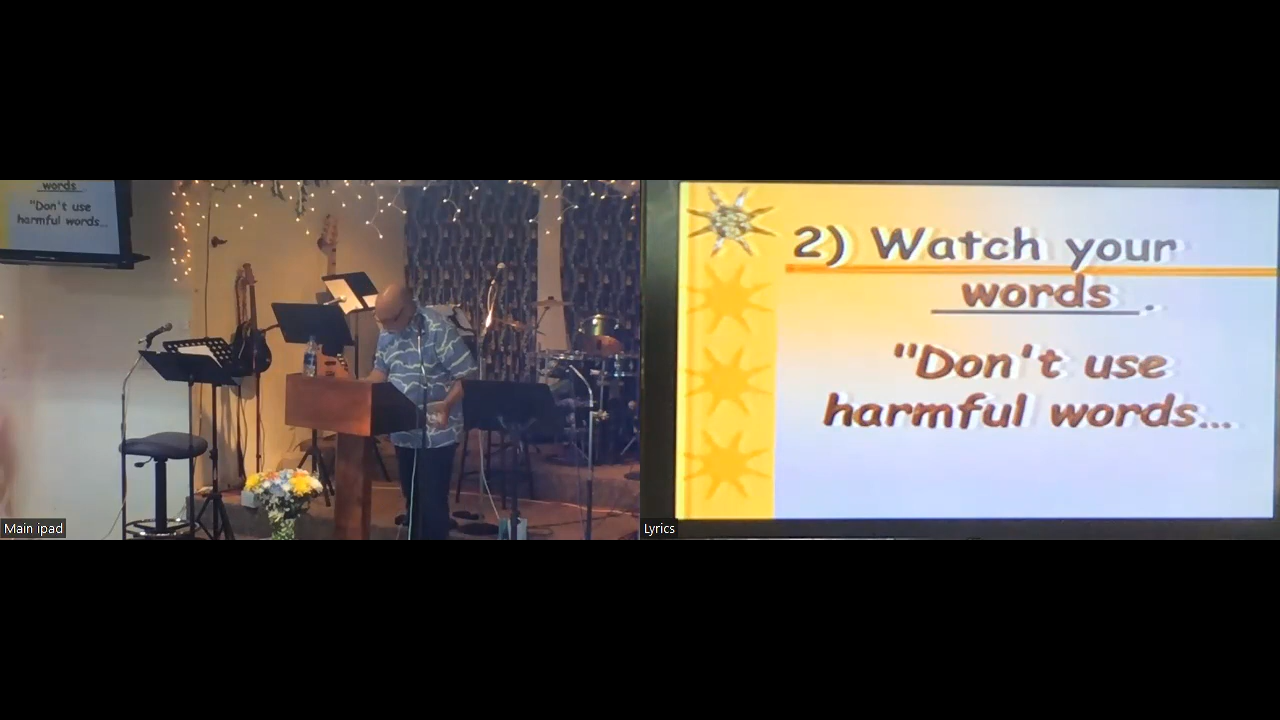 words
"Don't use
harmful words...
Main ipad
2) Watch your
words.
"Don't use
harmful words...
Lyrics